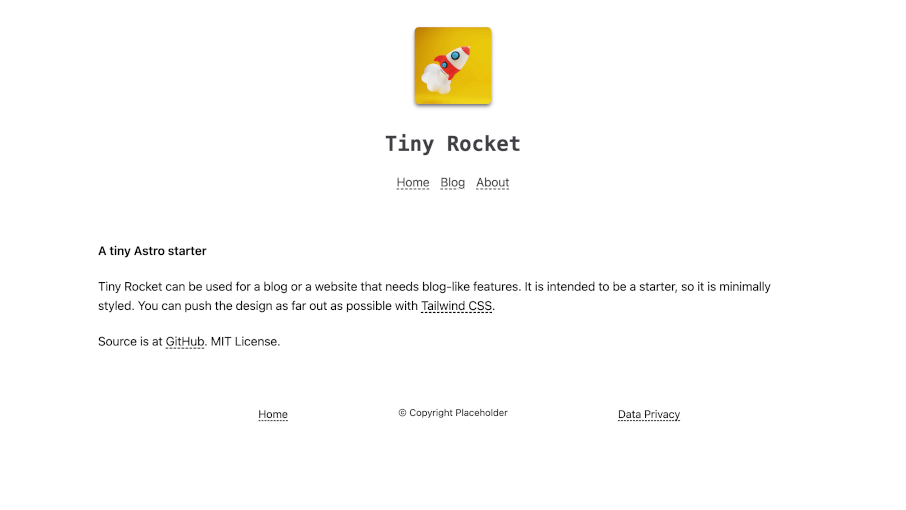 Tiny Rocket
Home Blog About
A tiny Astro starter
Tiny Rocket can be used for a blog or a website that needs blog-like features. It is intended to be a starter, so it is minimally
styled. You can push the design as far out as possible with Tailwind CSS.
Source is at GitHub. MIT License.
Home © Copyright Placeholder Data Privacy